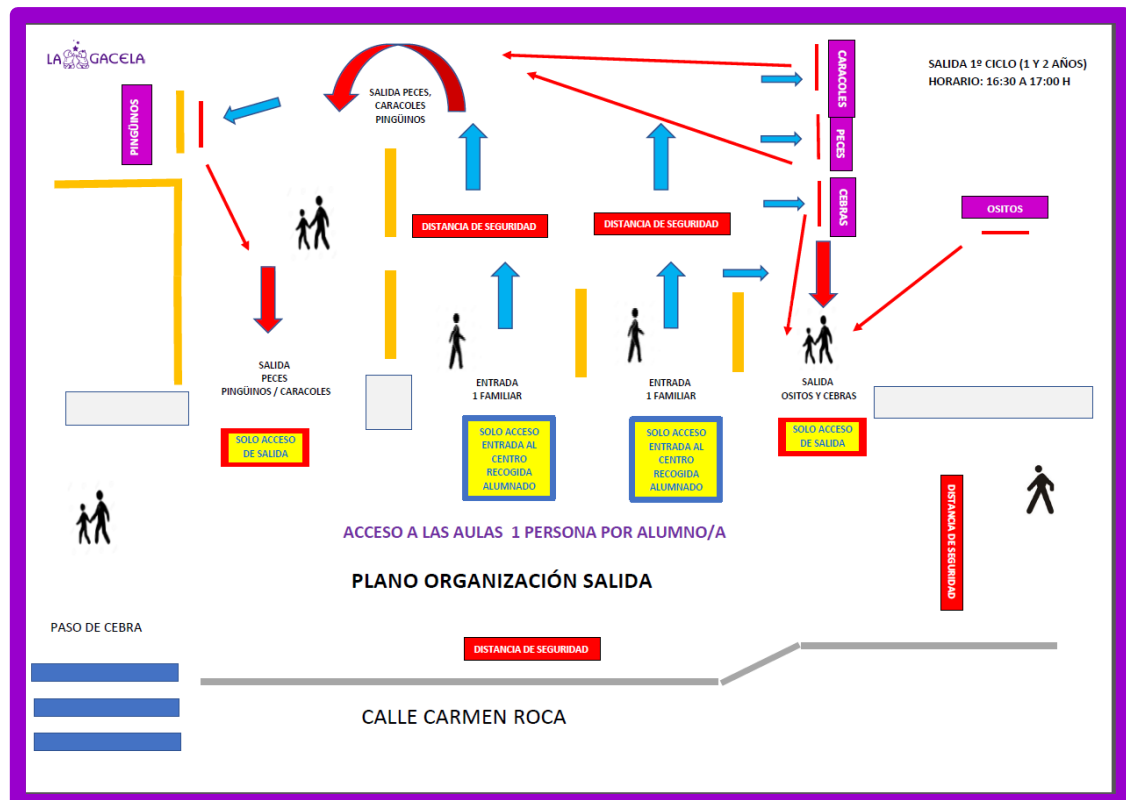 LA GACELA
SALIDA 1º CICLO (1 Y 2 AÑOS)
HORARIO: 16:30 A 17:00 H
CARACOLES
PECES
CEBRAS
OSITOS
PINGÜINOS
SALIDA PECES,
CARACOLES
PINGÜINOS
DISTANCIA DE SEGURIDAD
DISTANCIA DE SEGURIDAD
SALIDA
PECES
PINGÜINOS / CARACOLES
ENTRADA
1 FAMILIAR
ENTRADA
1 FAMILIAR
SALIDA
OSITOS Y CEBRAS
SOLO ACCESO
DE SALIDA
SOLO ACCESO
ENTRADA AL
CENTRO
RECOGIDA
ALUMNADO
SOLO ACCESO
ENTRADA AL
CENTRO
RECOGIDA
ALUMNADO
SOLO ACCESO
DE SALIDA
DISTANCIA DE SEGURIDAD
ACCESO A LAS AULAS 1 PERSONA POR ALUMNO/A
PLANO ORGANIZACIÓN SALIDA
PASO DE CEBRA
DISTANCIA DE SEGURIDAD
CALLE CARMEN ROCA